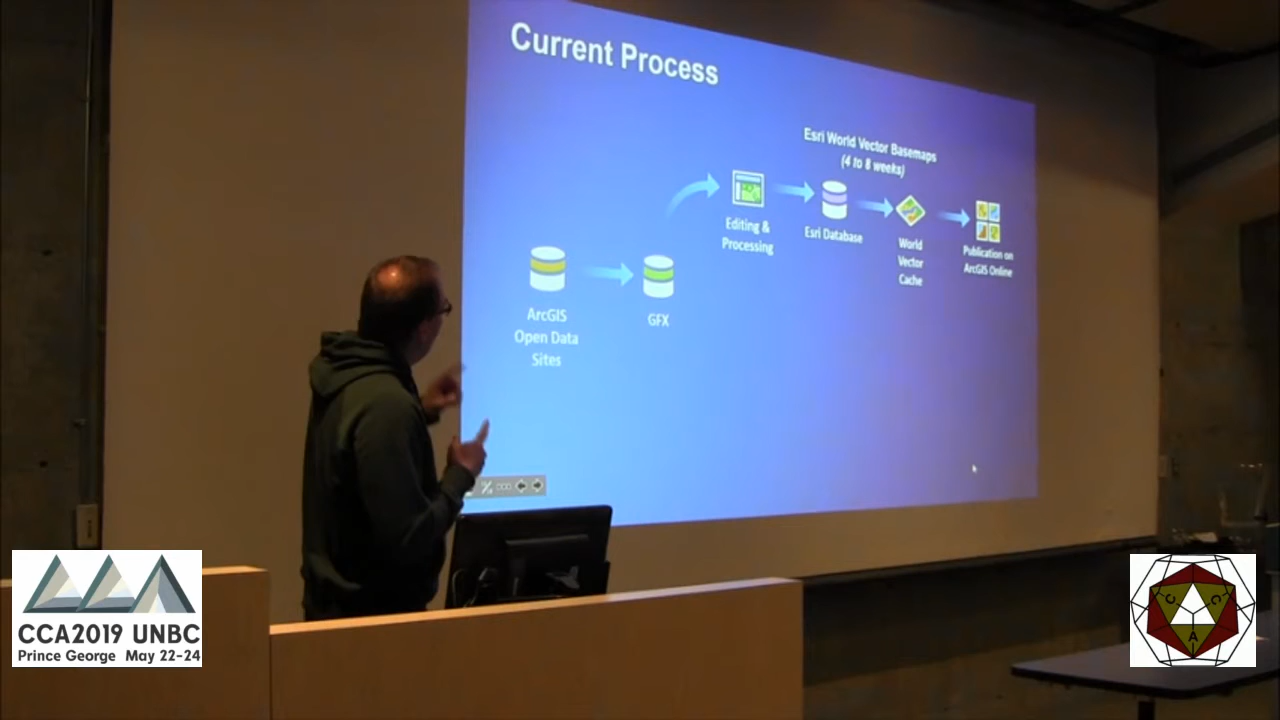 Current Process
Esri World Vector Basemaps
(4 to 8 weeks)
Editing &
Processing
Esri Database
World
Vector
Cache
Publication on
ArcGIS Online
ArcGIS
Open Data
Sites
GFX
CCA2019 UNBC
Prince George May 22-24
C C A